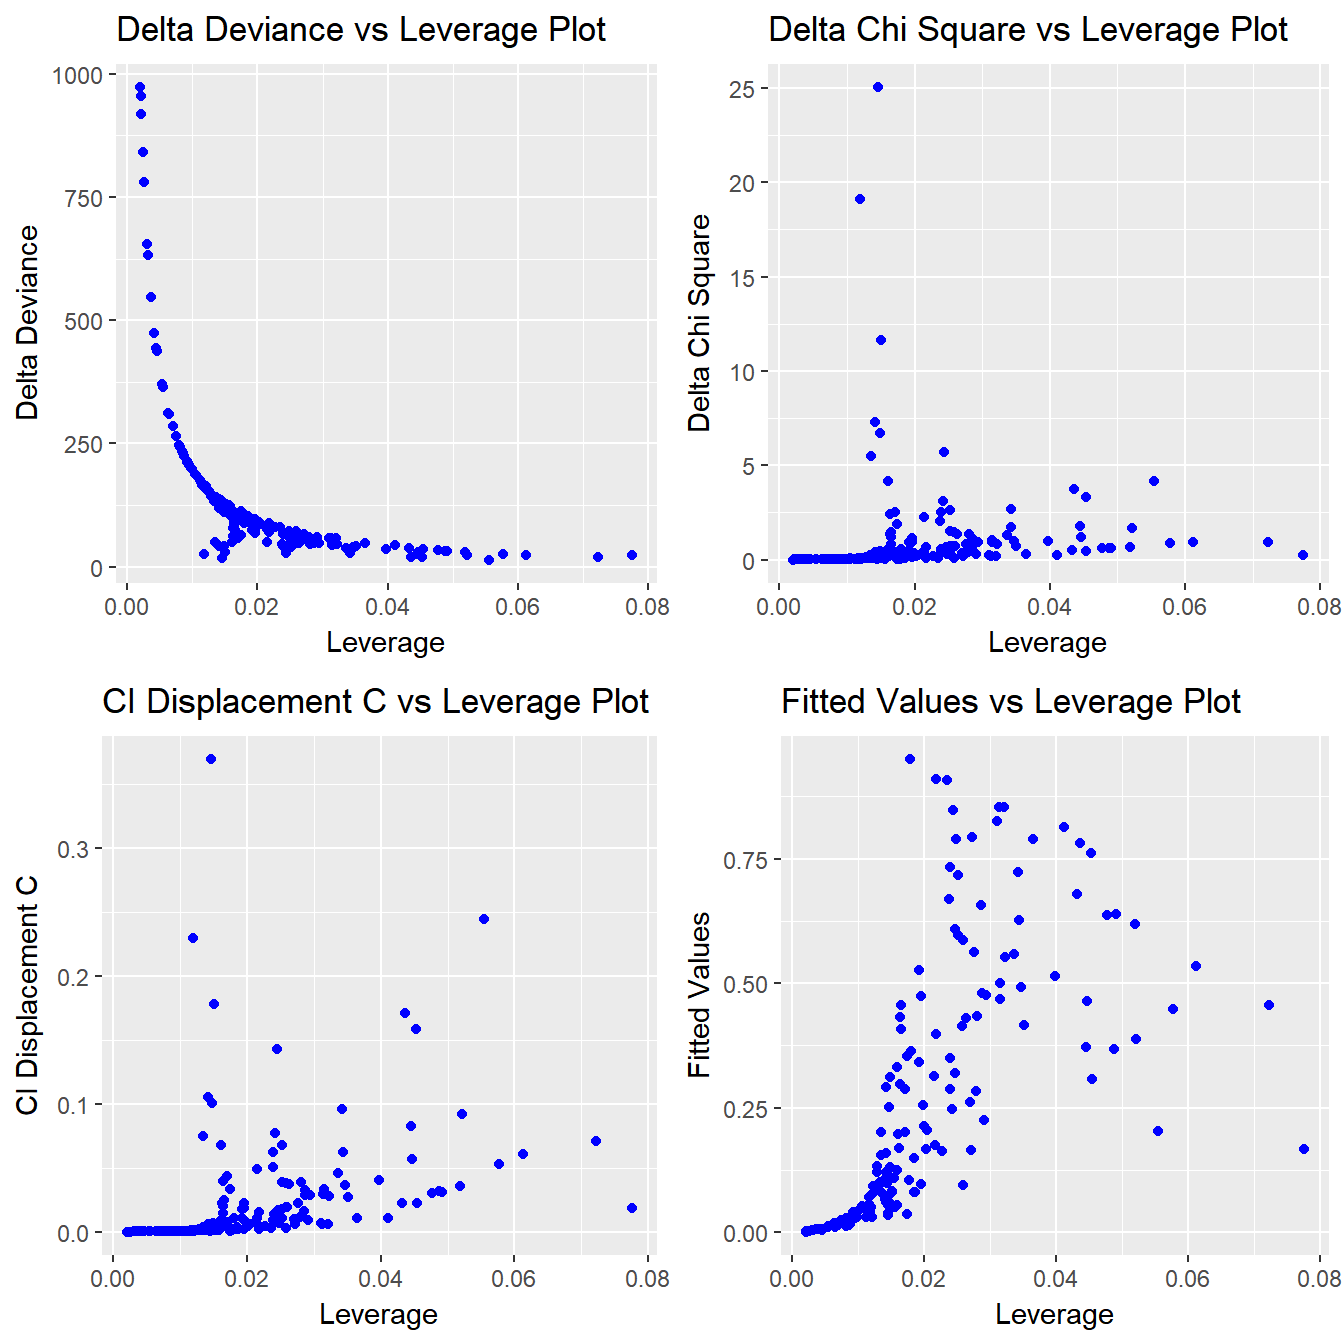 Delta Deviance vs Leverage Plot
Delta Deviance
1000
750
500
250
0
0.00 0.02 0.04 0.06 0.08
Leverage
Delta Chi Square vs Leverage Plot
Delta Chi Square
25
20
15
10
5
0
0.00 0.02 0.04 0.06 0.08
Leverage
CI Displacement C vs Leverage Plot
CI Displacement C
0.3
0.2
0.1
0.0
0.00 0.02 0.04 0.06 0.08
Leverage
Fitted Values vs Leverage Plot
Fitted Values
0.75
0.50
0.25
0.00
0.00 0.02 0.04 0.06 0.08
Leverage